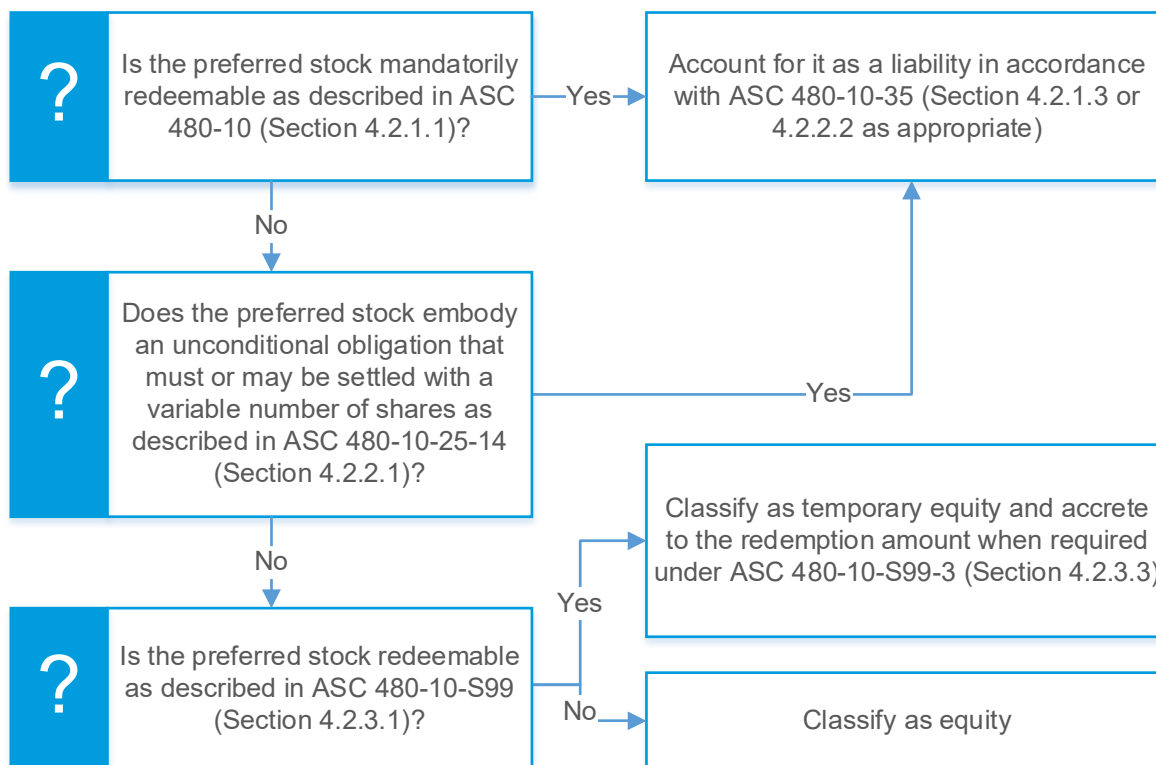 ?
Is the preferred stock mandatorily
redeemable as described in ASC
480-10 (Section 4.2.1.1)?
Yes
Account for it as a liability in accordance
with ASC 480-10-35 (Section 4.2.1.3 or
4.2.2.2 as appropriate)
No
?
Does the preferred stock embody
an unconditional obligation that
must or may be settled with a
variable number of shares as
described in ASC 480-10-25-14
(Section 4.2.2.1)?
Yes
No
Classify as temporary equity and accrete
to the redemption amount when required
under ASC 480-10-S99-3 (Section 4.2.3.3)
?
Is the preferred stock redeemable
as described in ASC 480-10-S99
(Section 4.2.3.1)?
Yes
No
Classify as equity